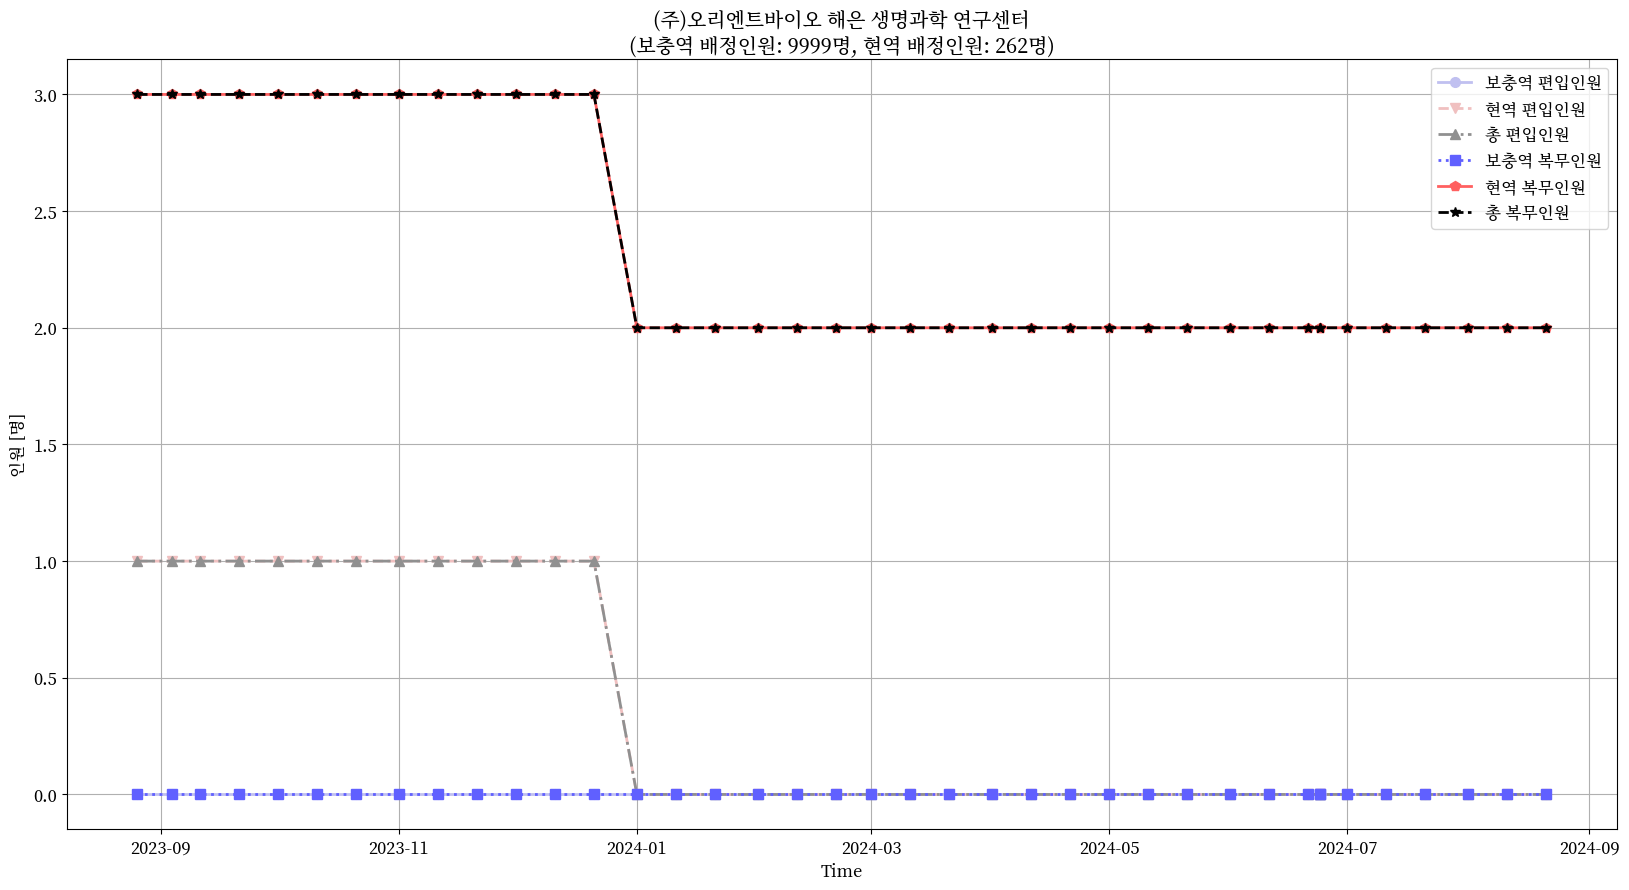 (주)오리엔트바이오 해은 생명과학 연구센터
(보충역 배정인원: 9999명, 현역 배정인원: 262명)
보충역 편입인원
현역 편입인원
총 편입인원
보충역 복무인원
현역 복무인원
총 복무인원
3.0
2.5
2.0
1.5
1.0
0.5
0.0
인원 [명]
2023-09 2023-11 2024-01 2024-03 2024-05 2024-07 2024-09
Time